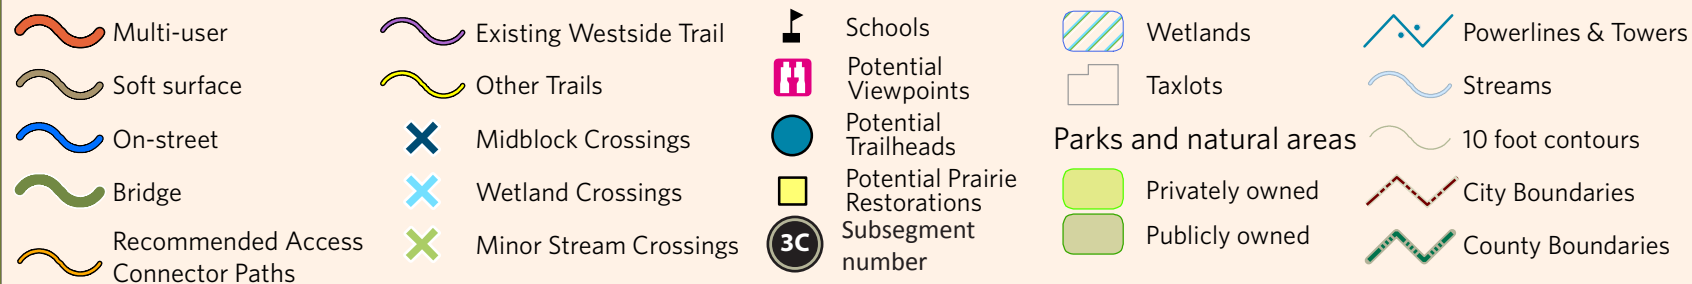 Multi-user
Soft surface
On-street
Bridge
Recommended Access
Connector Paths
Existing Westside Trail
Other Trails
Midblock Crossings
Wetland Crossings
Minor Stream Crossings
Schools
Potential
Viewpoints
Potential
Trailheads
Potential Prairie
Restorations
3C
Subsegment
number
Wetlands
Taxlots
Parks and natural areas
Privately owned
Publicly owned
Powerlines & Towers
Streams
10 foot contours
City Boundaries
County Boundaries